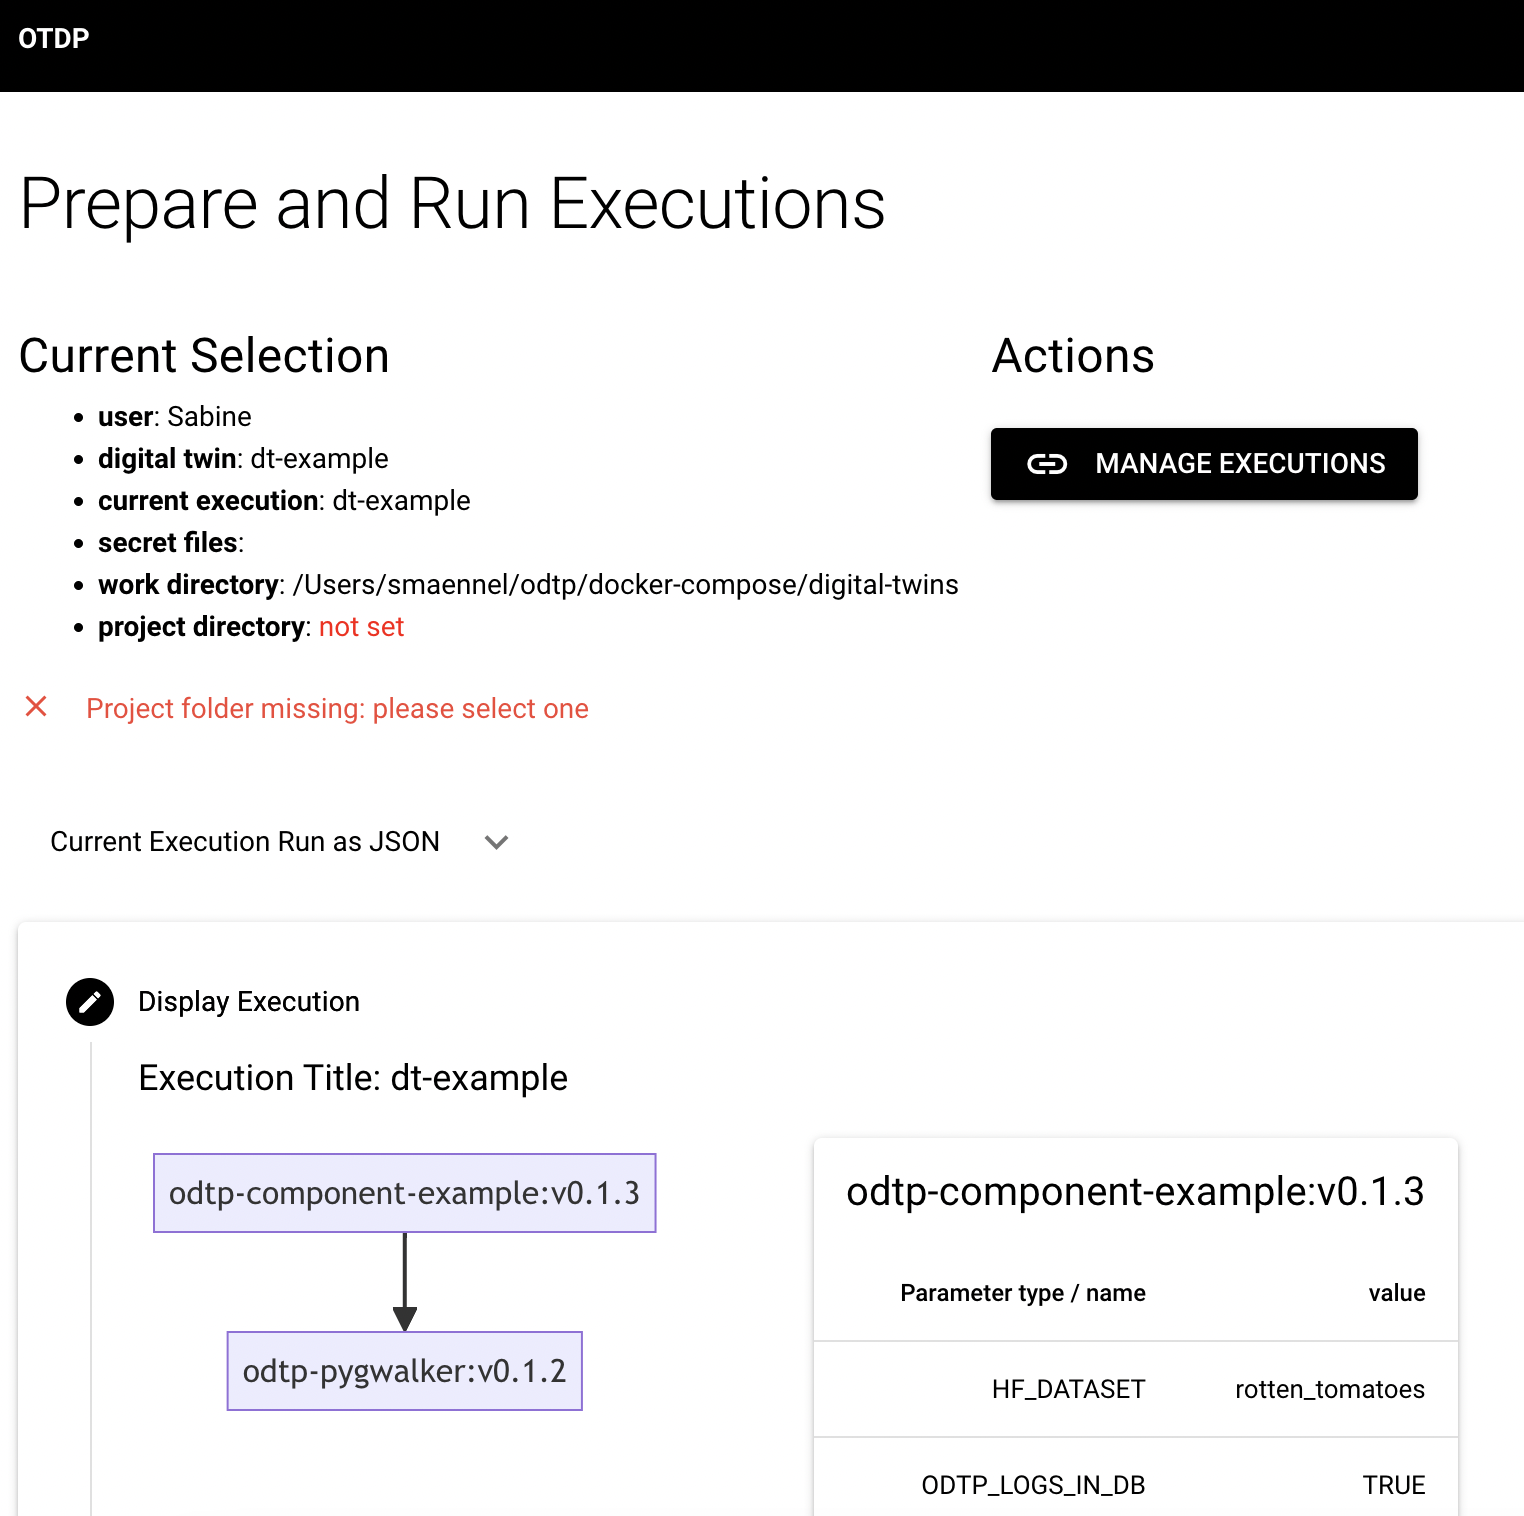 OTDP
Prepare and Run Executions
Current Selection
user: Sabine
digital twin: dt-example
current execution: dt-example
secret files:
work directory: /Users/smaennel/odtp/docker-compose/digital-twins
project directory: not set
Project folder missing: please select one
Actions
MANAGE EXECUTIONS
Current Execution Run as JSON
Display Execution
Execution Title: dt-example
odtp-component-example:v0.1.3
odtp-pygwalker:v0.1.2
odtp-component-example:v0.1.3
Parameter type / name value
HF_DATASET rotten_tomatoes
ODTP_LOGS_IN_DB TRUE